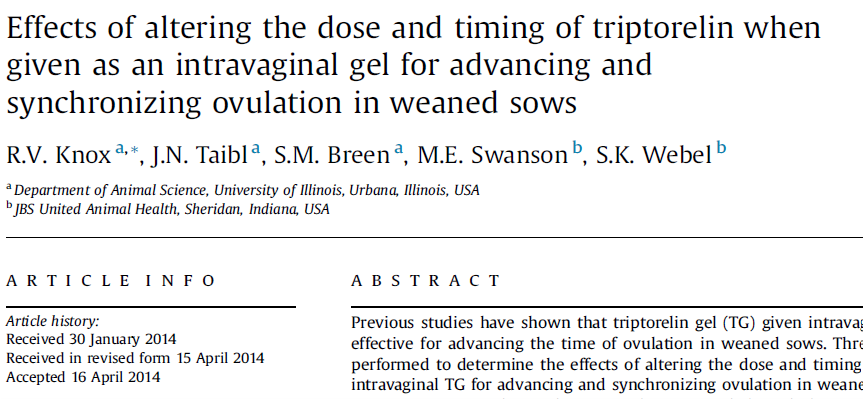 Effects of altering the dose and timing of triptorelin when
given as an intravaginal gel for advancing and
synchronizing ovulation in weaned sows
R.V. Knox a,*, J.N. Taibl a, S.M. Breen a, M.E. Swanson b, S.K. Webel b
a Department of Animal Science, University of Illinois, Urbana, Illinois, USA
b JBS United Animal Health, Sheridan, Indiana, USA
ARTICLE INFO
Article history:
Received 30 January 2014
Received in revised form 15 April 2014
Accepted 16 April 2014
ABSTRACT
Previous studies have shown that triptorelin gel (TG) given
effective for advancing the time of ovulation in weaned sows.
performed to determine the effects of altering the dose and timing
intravaginal TG for advancing and synchronizing ovulation in